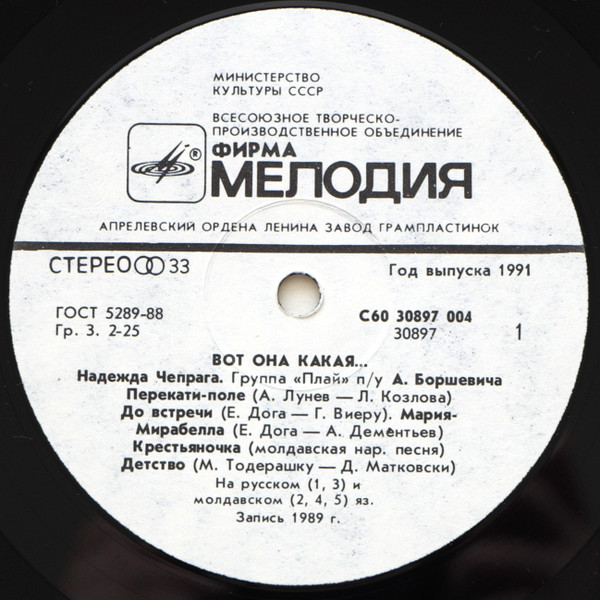 МИНИСТЕРСТВО
КУЛЬТУРЫ СССР
ВСЕСОЮЗНОЕ ТВОРЧЕСКО-
ПРОИЗВОДСТВЕННОЕ ОБЪЕДИНЕНИЕ
®
ФИРМА
МЕЛОДИЯ
АПРЕЛЕВСКИЙ ОРДЕНА ЛЕНИНА ЗАВОД ГРАМПЛАСТИНОК
СТЕРЕО 33
Год выпуска 1991
ГОСТ 5289-88
Гр. 3. 2-25
С60 30897 004
30897
1
ВОТ ОНА КАКАЯ...
Надежда Чепрага. Группа «Плай» п/у А. Боршевича
Перекати-поле (А. Лунев — Л. Козлова)
До встречи (Е. Дога — Г. Виеру). Мария-
Мирабелла (Е. Дога — А. Дементьев)
Крестьяночка (молдавская нар. песня)
Детство (М. Тодерашку — Д. Матковски)
На русском (1, 3) и
молдавском (2, 4, 5) яз.
Запись 1989 г.